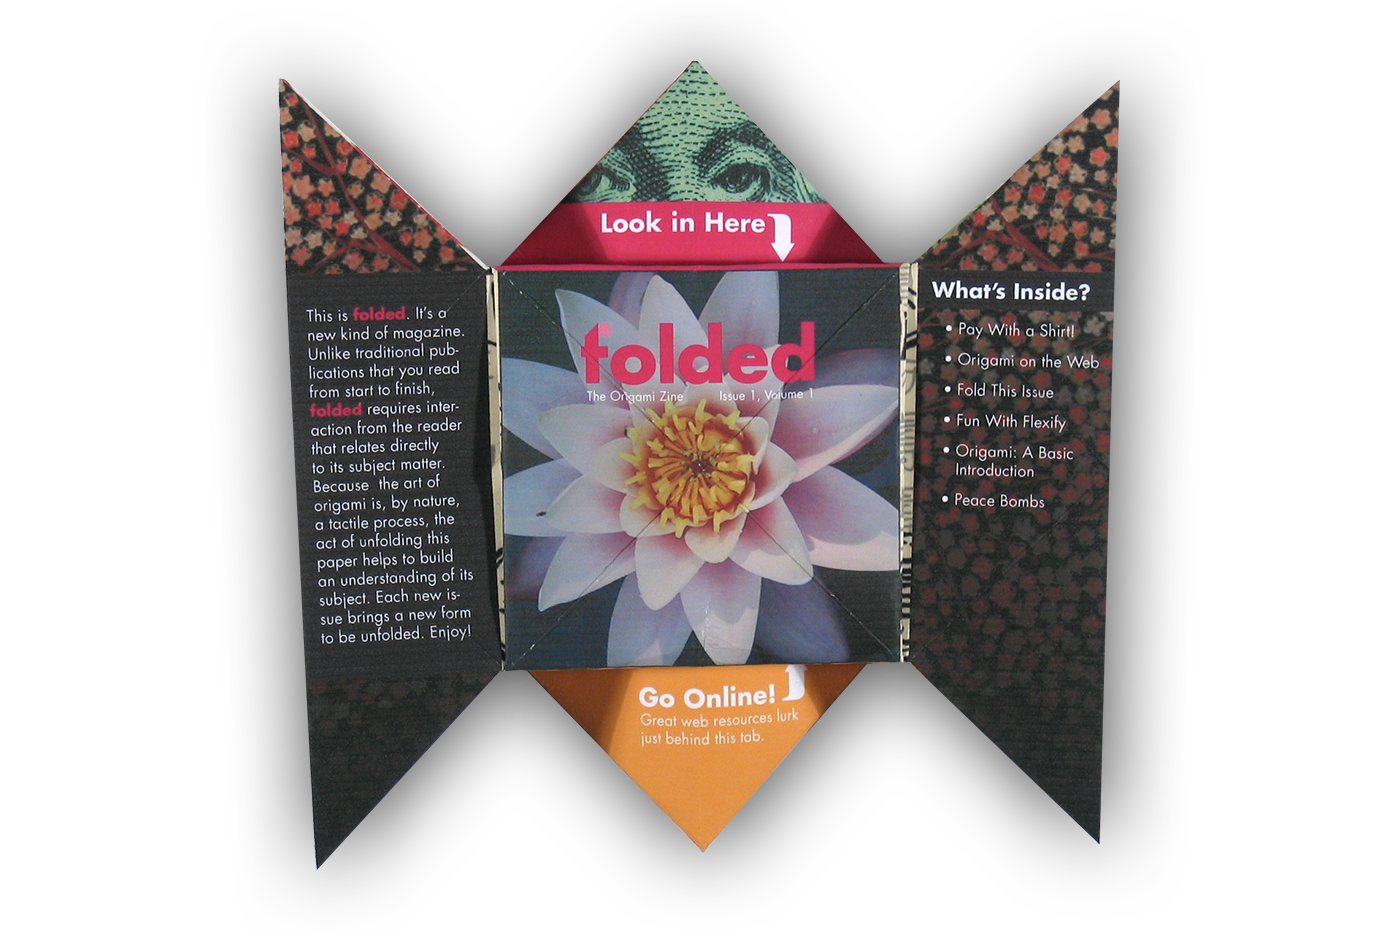 Look in Here
This is folded. It's a
new kind of magazine.
Unlike traditional pub-
lications that you read
from start to finish,
folded requires inter-
action from the reader
that relates directly
to its subject matter.
Because the art of
origami is, by nature,
a tactile process, the
act of unfolding this
paper helps to build
an understanding of its
subject. Each new is-
sue brings a new form
to be unfolded. Enjoy!
folded
The Origami Zine Issue 1, Volume 1
What's Inside?
• Pay With a Shirt!
• Origami on the Web
• Fold This Issue
• Fun With Flexify
• Origami: A Basic
Introduction
• Peace Bombs
Go Online!
Great web resources lurk
just behind this tab.